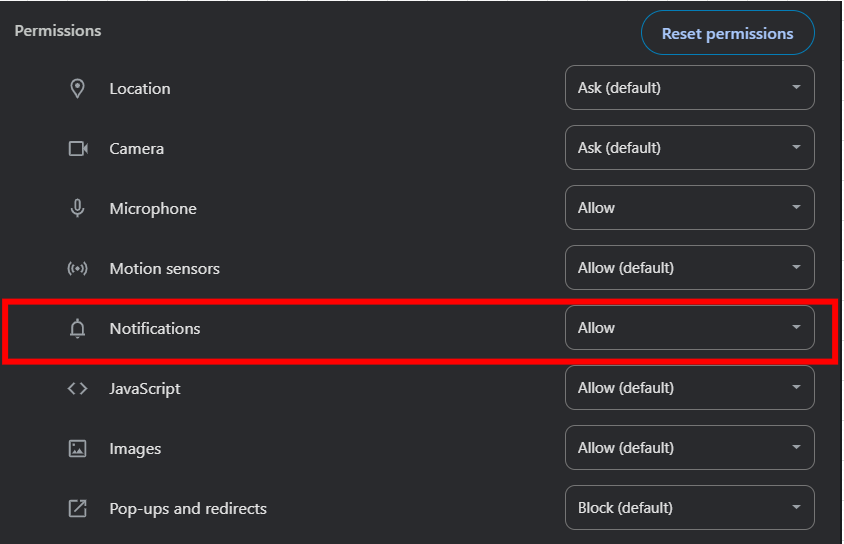 Permissions
Reset permissions
Location
Ask (default)
Camera
Ask (default)
Microphone
Allow
Motion sensors
Allow (default)
Notifications
Allow
JavaScript
Allow (default)
Images
Allow (default)
Pop-ups and redirects
Block (default)